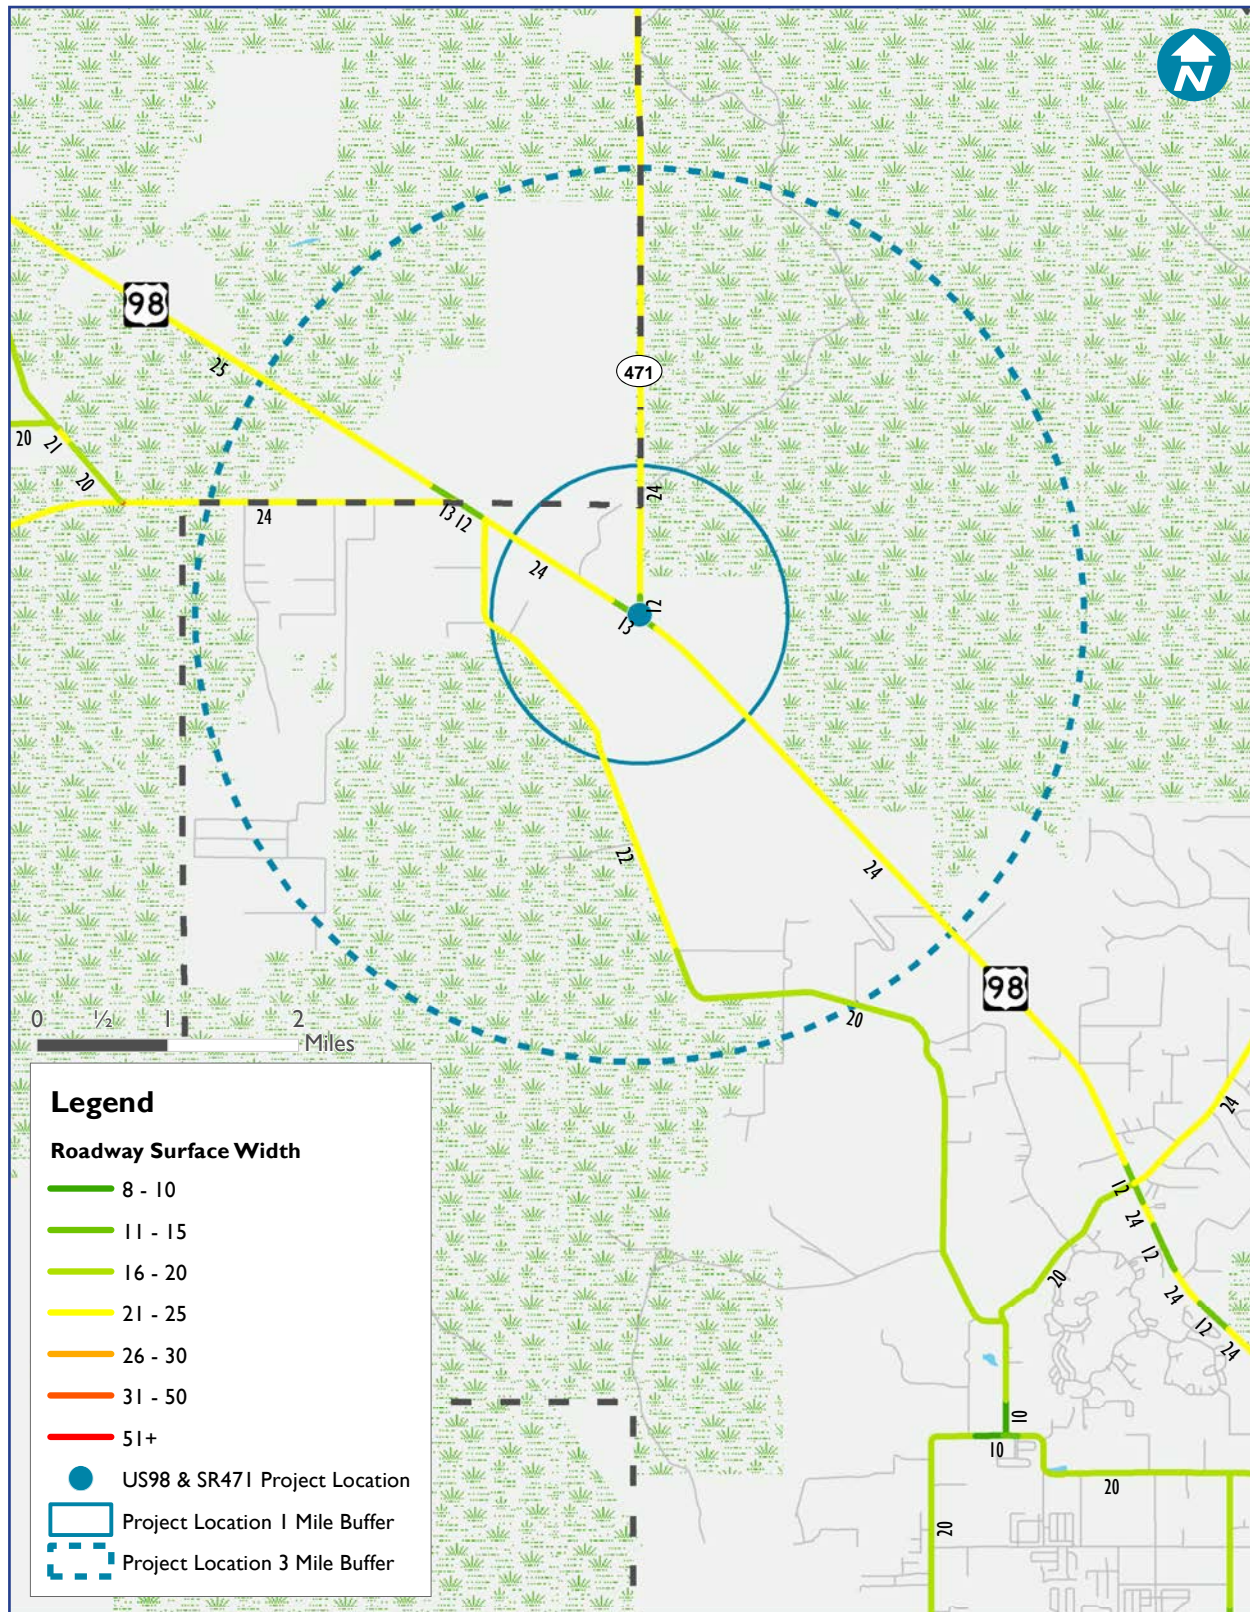 N
98
25
471
20
21
20
24
13
12
24
24
12
13
22
24
98
20
0 ½ 1 2
Miles
24
12
24
12
20
24
12
24
10
10
20
20
Legend
Roadway Surface Width
8 - 10
11 - 15
16 - 20
21 - 25
26 - 30
31 - 50
51+
US98 & SR471 Project Location
Project Location 1 Mile Buffer
Project Location 3 Mile Buffer